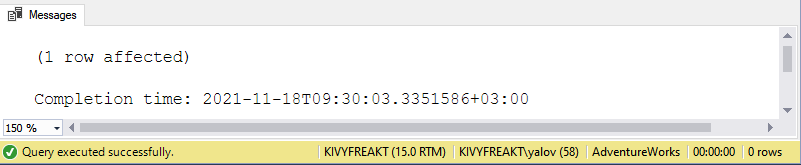 Messages
(1 row affected)
Completion time: 2021-11-18T09:30:03.3351586+03:00
150 %
Query executed successfully. KIVYFREAKT (15.0 RTM) KIVYFREAKT\yalov (58) AdventureWorks 00:00:00 0 rows